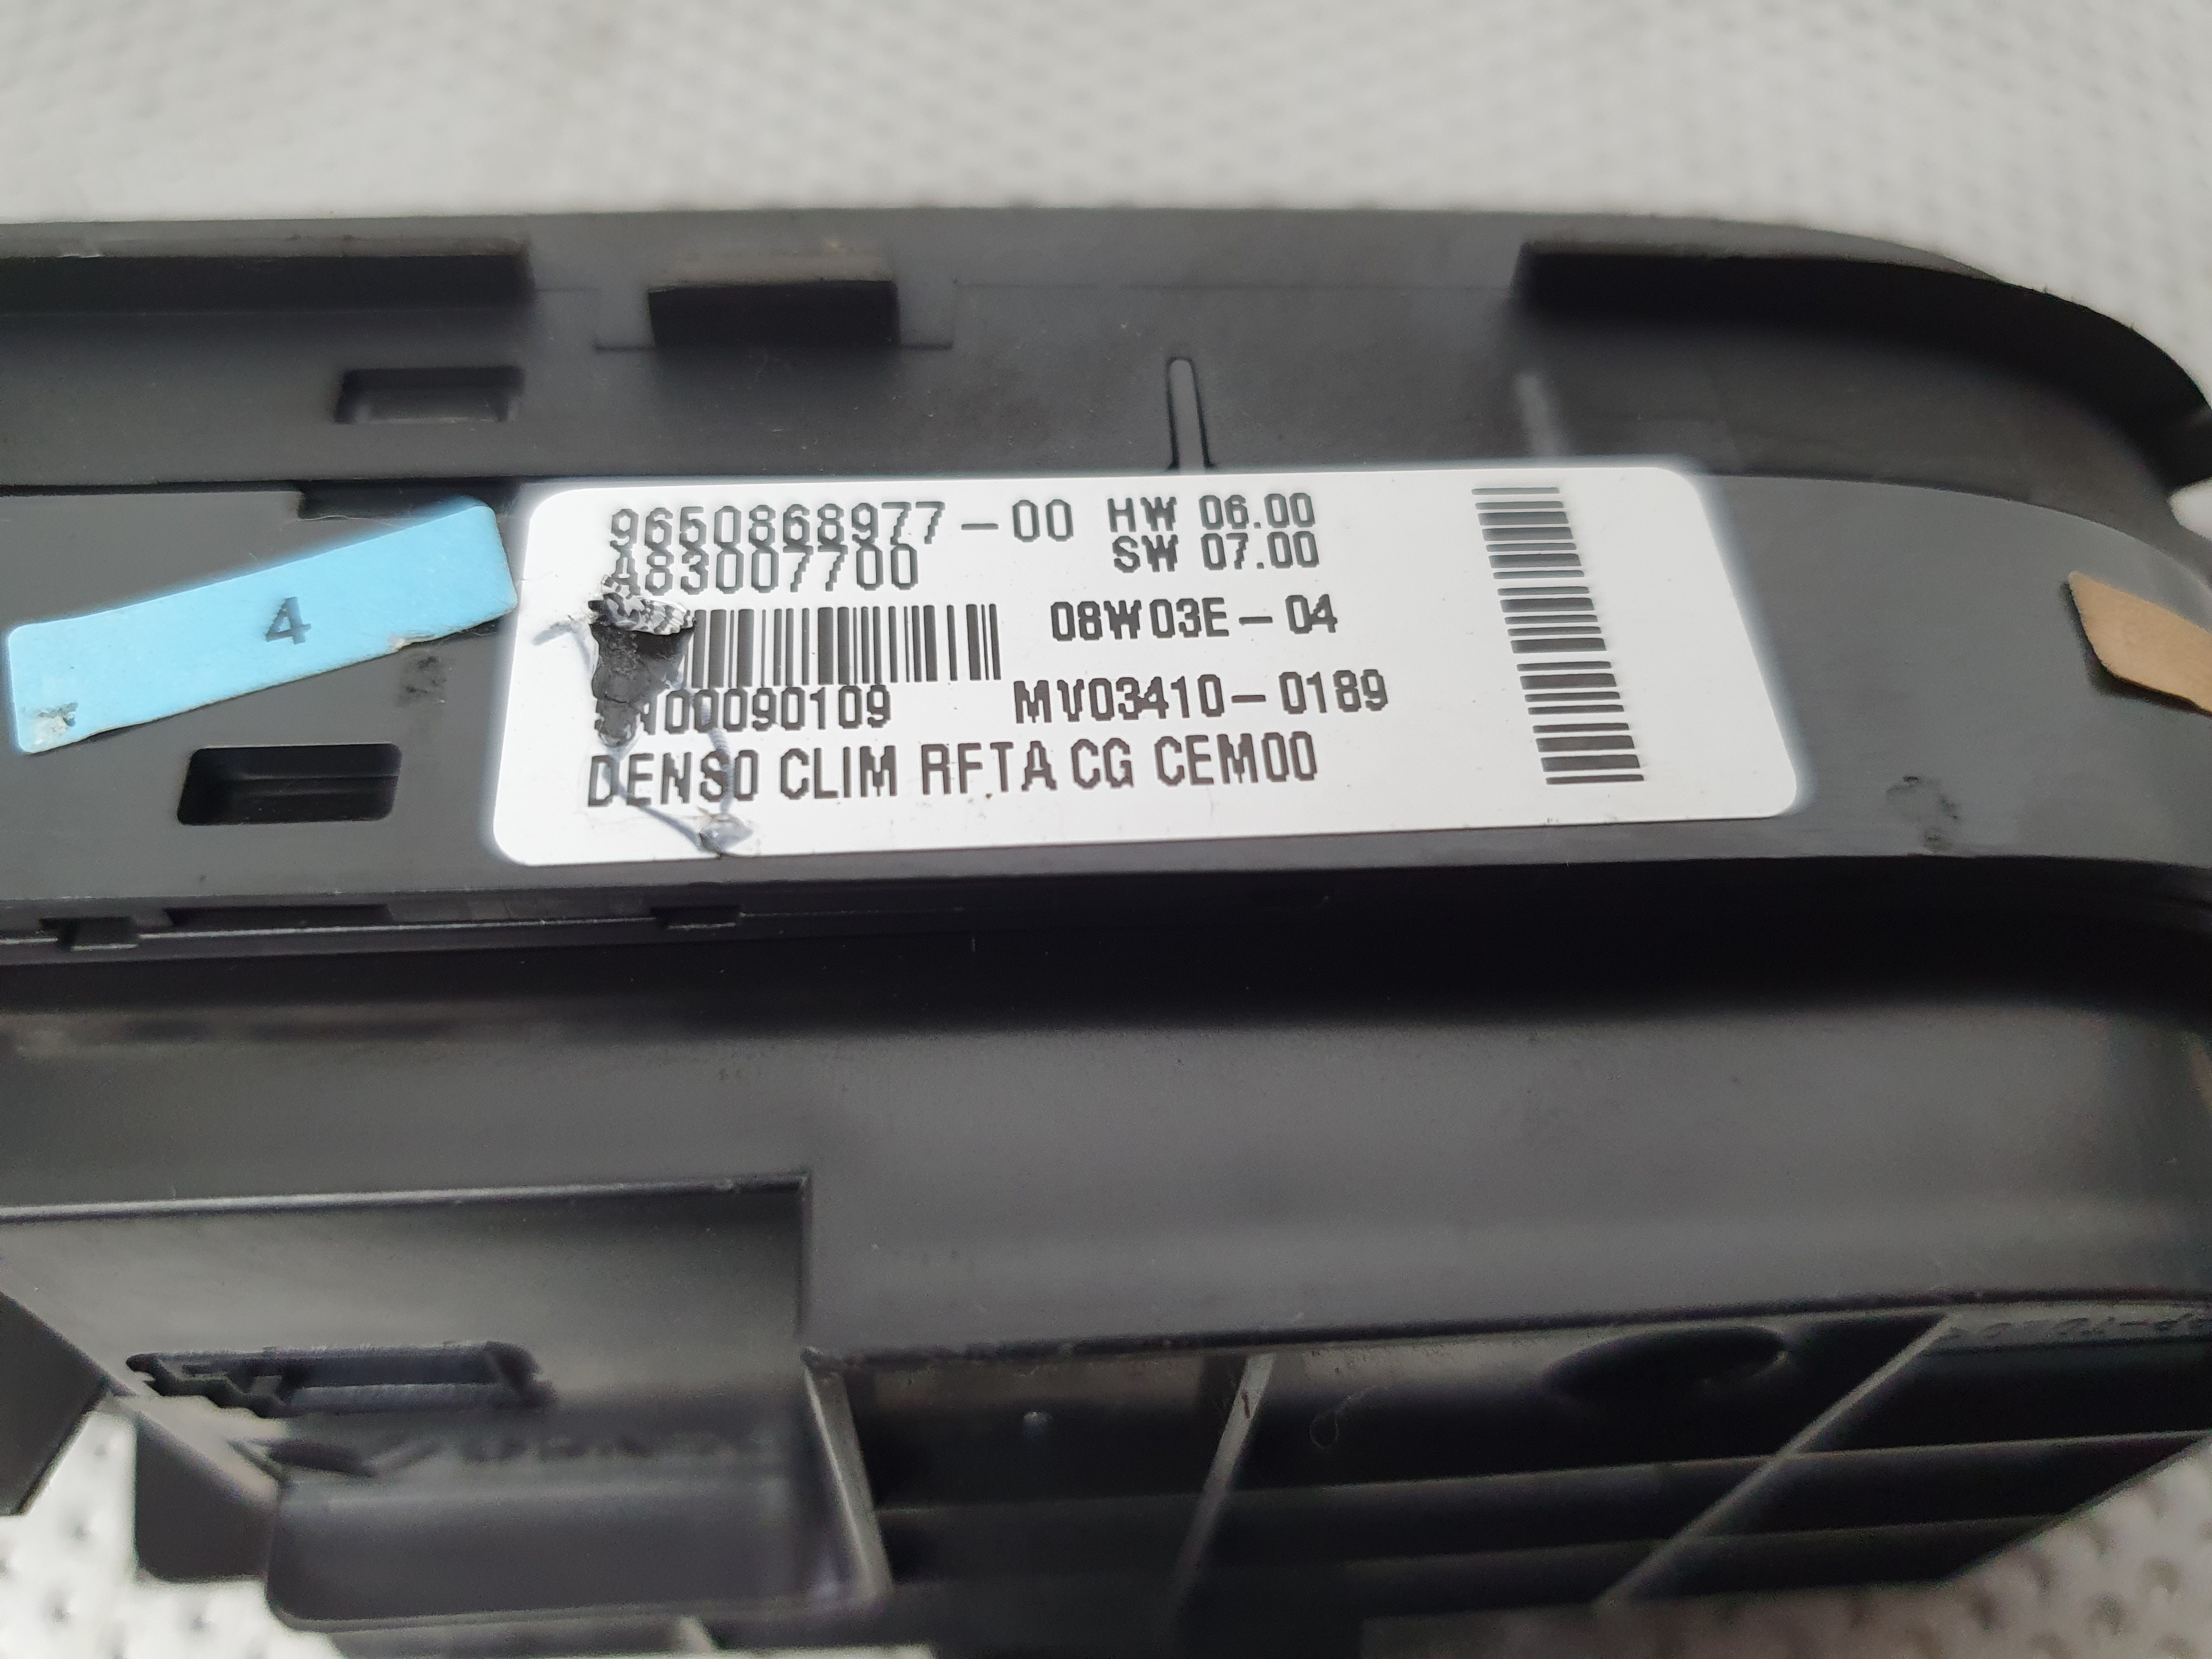 9650868977-00 HW 06.00
A83007700 SW 07.00
08W03E-04
00090109 MV03410-0189
DENSO CLIM RFTA CG CEM00
4